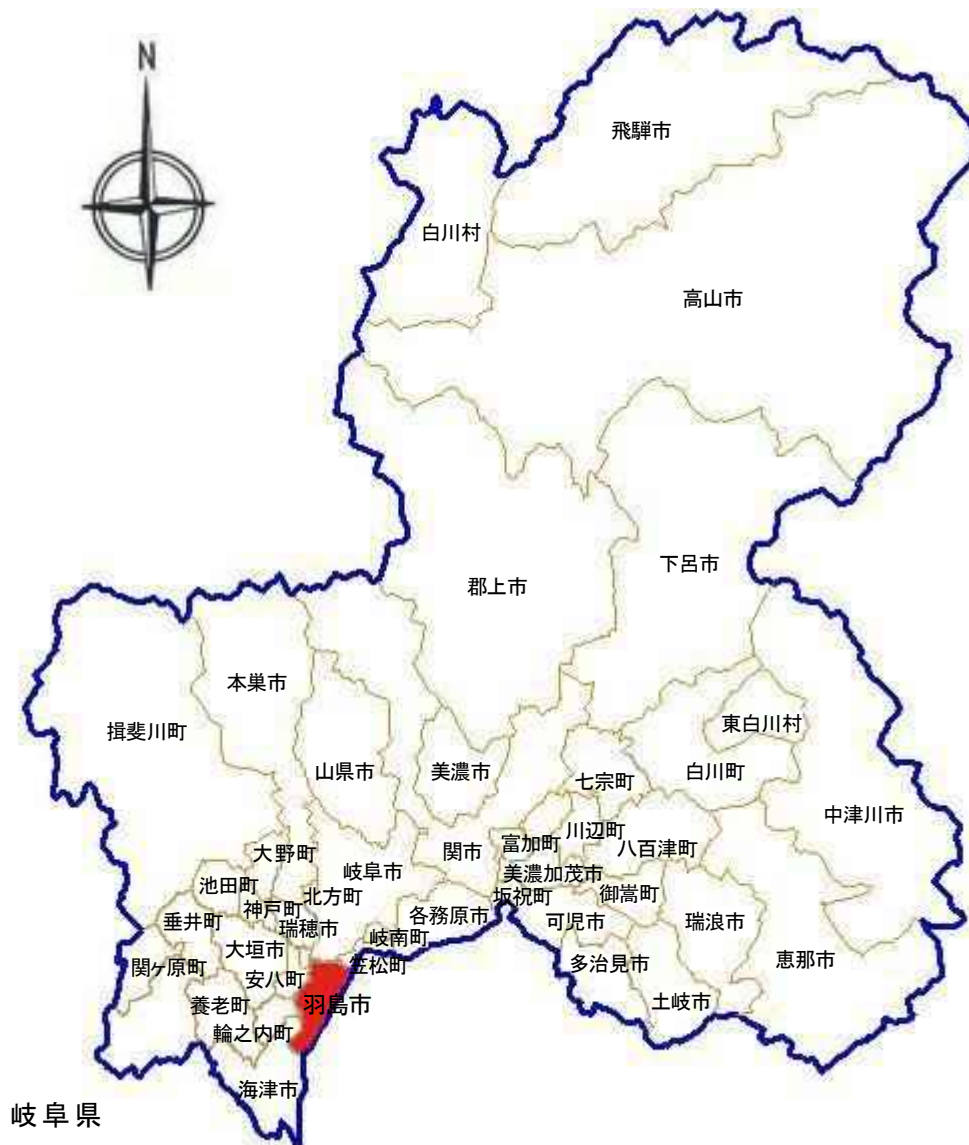 N
飛騨市
白川村
高山市
下呂市
郡上市
本巣市
揖斐川町
東白川村
山県市
美濃市
七宗町
白川町
中津川市
川辺町
富加町
八百津町
大野町
関市
岐阜市
美濃加茂市
池田町
北方町
坂祝町
御嵩町
神戸町
各務原市
垂井町
瑞穂市
可児市
瑞浪市
岐南町
大垣市
関ヶ原町
笠松町
多治見市
恵那市
安八町
養老町
羽島市
土岐市
輪之内町
海津市
岐阜県